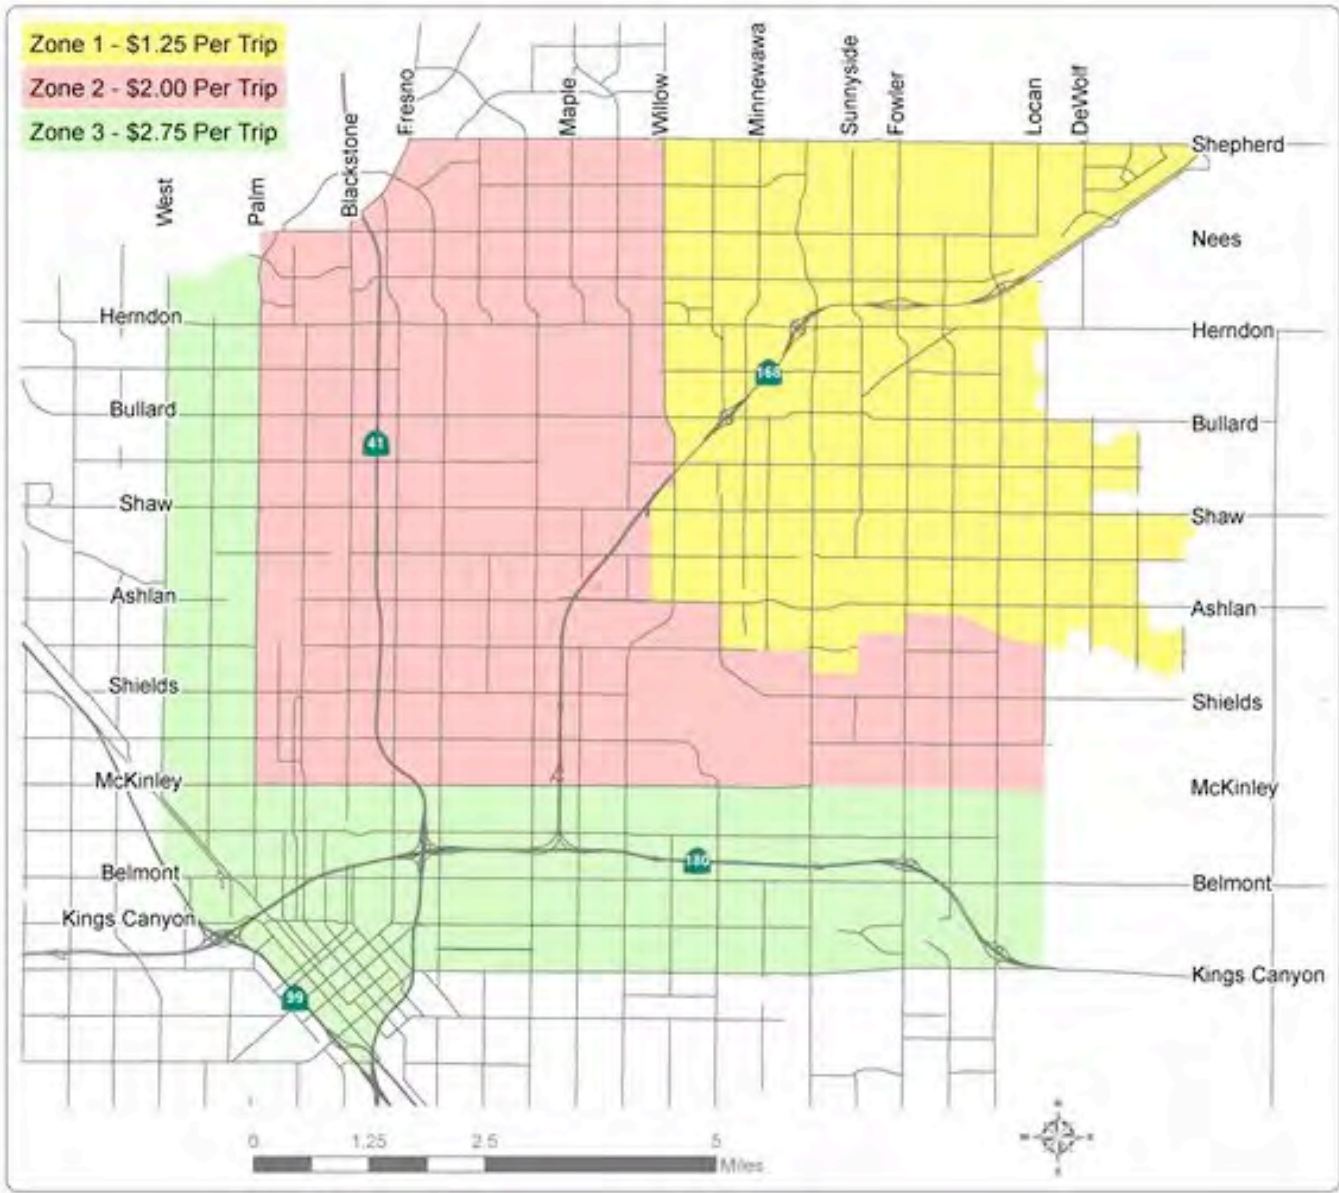 Zone 1 - $1.25 Per Trip
Zone 2 - $2.00 Per Trip
Zone 3 - $2.75 Per Trip
West
Palm
Blackstone
Fresno
Maple
Willow
Minnewawa
Sunnyside
Fowler
Locan
DeWolf
Shepherd
Nees
Herndon
Herndon
168
Bullard
Bullard
41
Shaw
Shaw
Ashlan
Ashlan
Shields
Shields
McKinley
McKinley
180
Belmont
Belmont
Kings Canyon
Kings Canyon
99
0 1.25 2.5 5
Miles